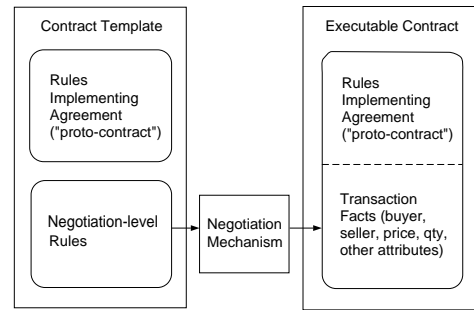 Contract Template
Rules
Implementing
Agreement
("proto-contract")
Negotiation-level
Rules
Negotiation
Mechanism
Executable Contract
Rules
Implementing
Agreement
("proto-contract")
Transaction
Facts (buyer,
seller, price, qty,
other attributes)